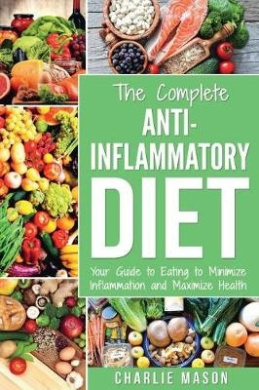 The Complete
ANTI-
INFLAMMATORY
DIET
Your Guide to Eating to Minimize
Inflammation and Maximize Health
CHARLIE MASON